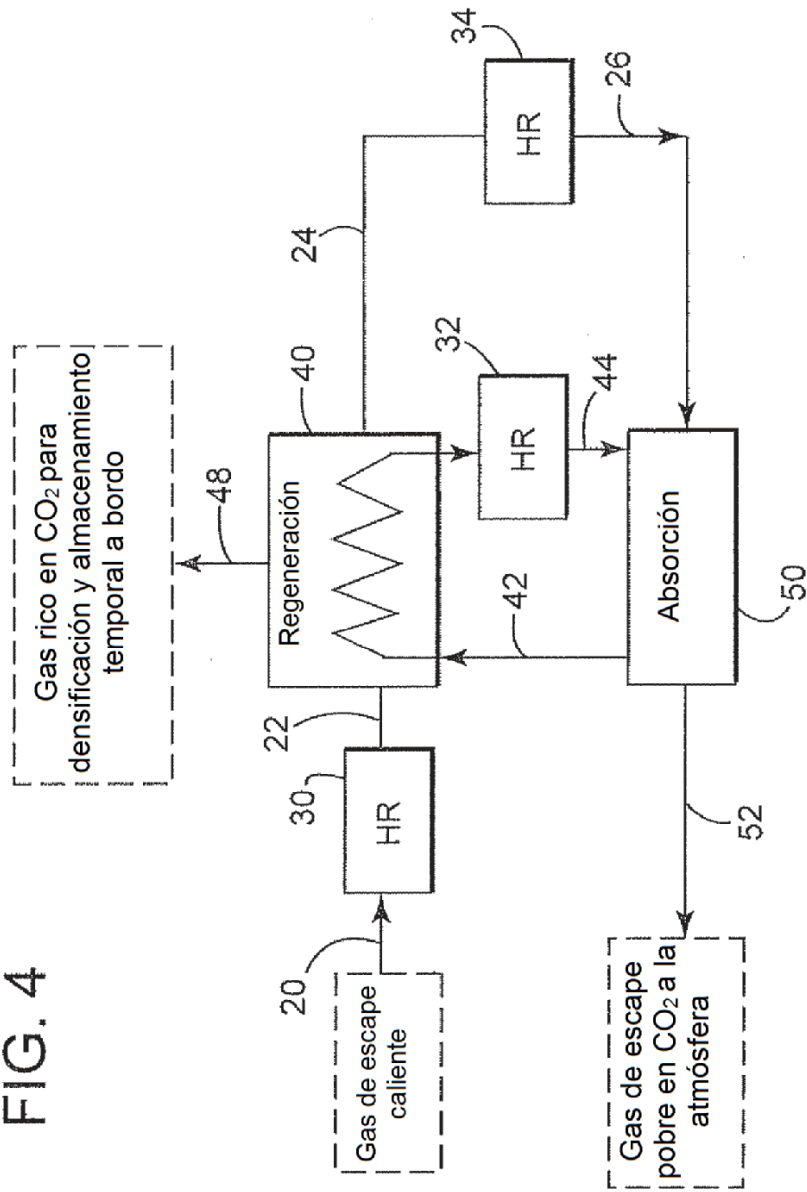 FIG. 4
Gas rico en CO₂ para
densificación y almacenamiento
temporal a bordo
48
40
Regeneración
24
34
HR
26
22
30
HR
20
Gas de escape
caliente
32
HR
44
42
Absorción
50
52
Gas de escape
pobre en CO₂ a la
atmósfera